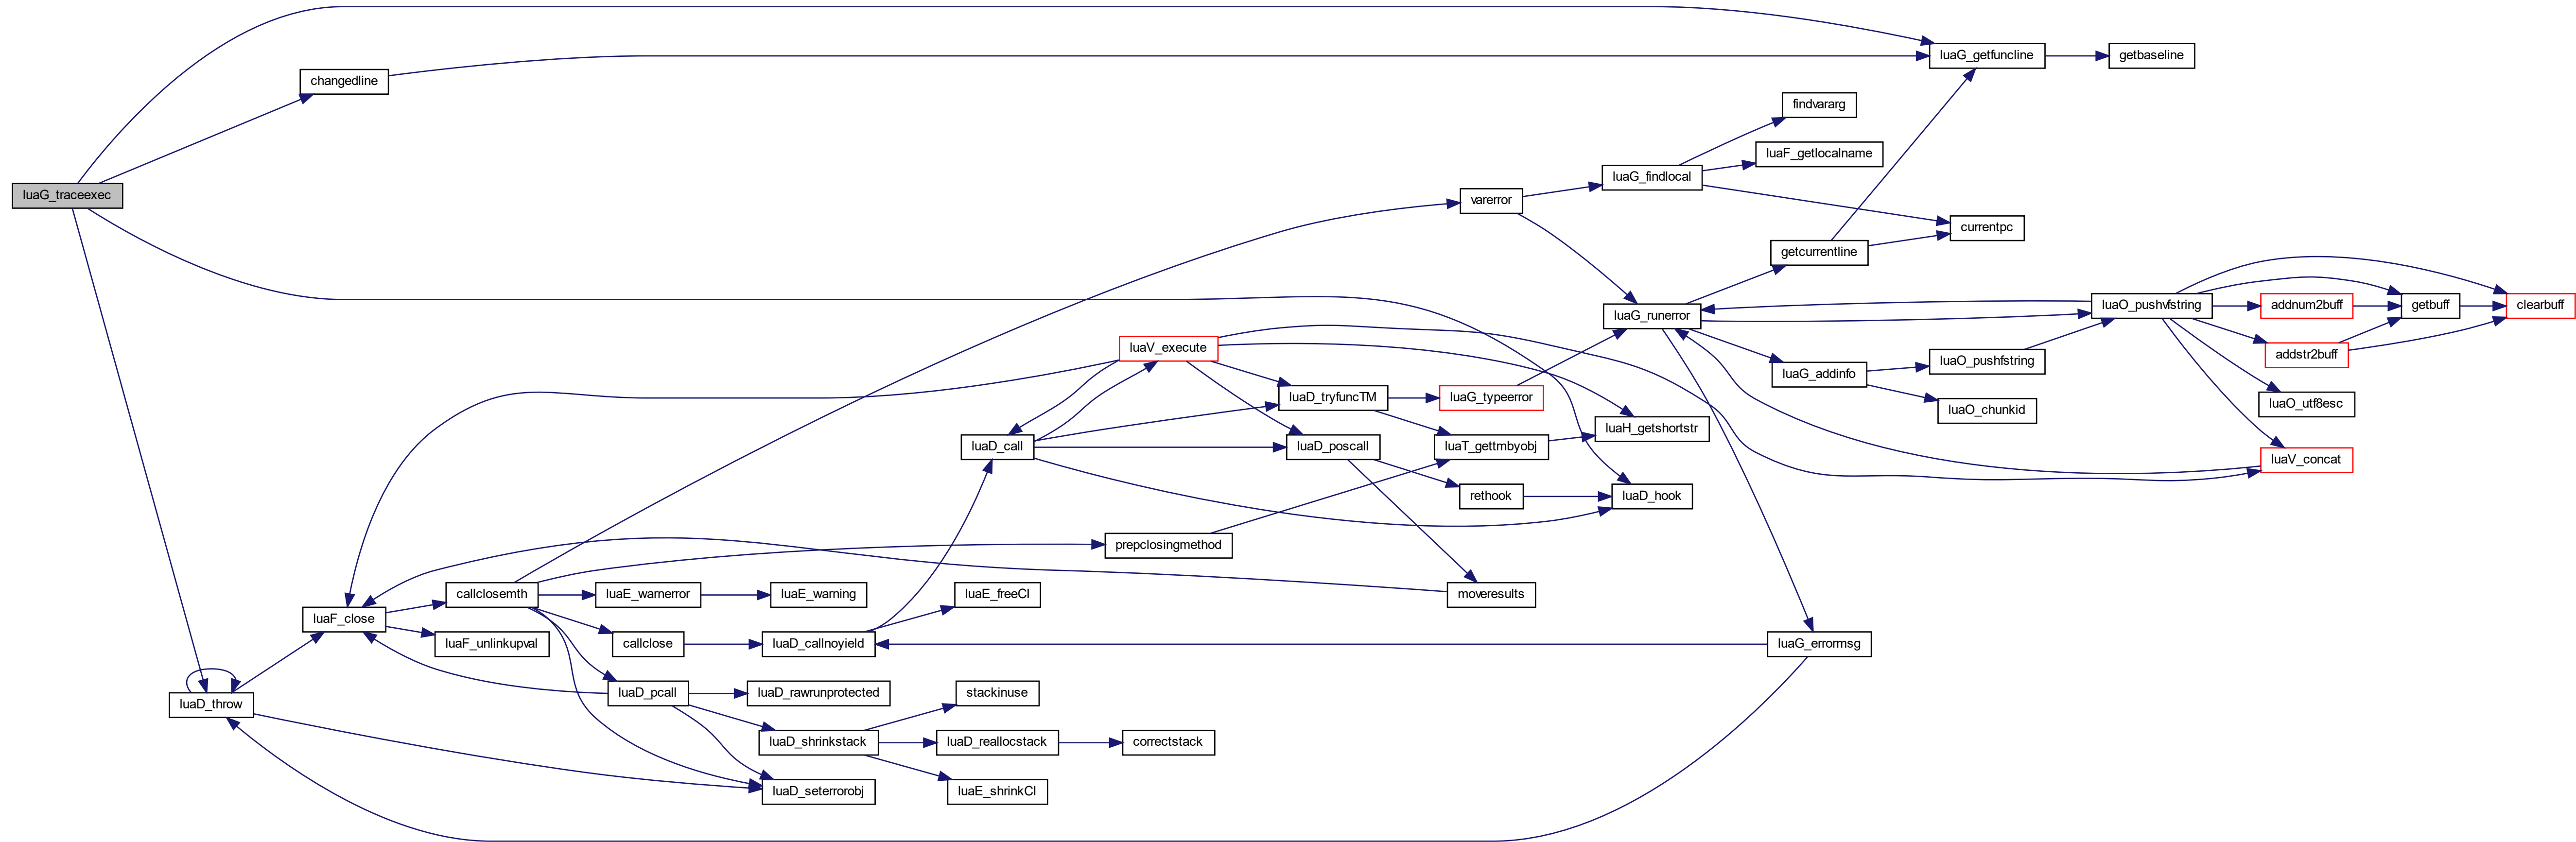 luaG_traceexec
changedline
luaG_getfuncline
getbaseline
findvararg
luaF_getlocalname
luaG_findlocal
varerror
currentpc
getcurrentline
luaG_runerror
luaO_pushvfstring
addnum2buff
getbuff
clearbuff
addstr2buff
luaO_pushfstring
luaG_addinfo
luaO_chunkid
luaO_utf8esc
luaV_concat
luaV_execute
luaD_tryfuncTM
luaG_typeerror
luaH_getshortstr
luaD_call
luaD_poscall
luaT_gettmbyobj
rethook
luaD_hook
prepclosingmethod
moveresults
callclosemth
luaE_warnerror
luaE_warning
luaE_freeCI
luaF_close
luaF_unlinkupval
callclose
luaD_callnoyield
luaG_errormsg
luaD_throw
luaD_pcall
luaD_rawrunprotected
stackinuse
luaD_shrinkstack
luaD_reallocstack
correctstack
luaD_seterrorobj
luaE_shrinkCI